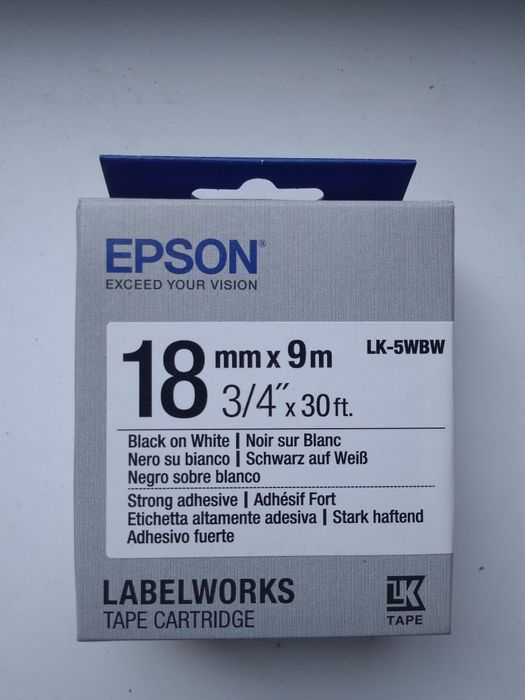 EPSON®
EXCEED YOUR VISION
18 mm x 9m LK-5WBW
3/4″ x 30 ft.
Black on White | Noir sur Blanc
Nero su bianco | Schwarz auf Weiß
Negro sobre blanco
Strong adhesive | Adhésif Fort
Etichetta altamente adesiva | Stark haftend
Adhesivo fuerte
LABELWORKS
TAPE CARTRIDGE
LK
TAPE